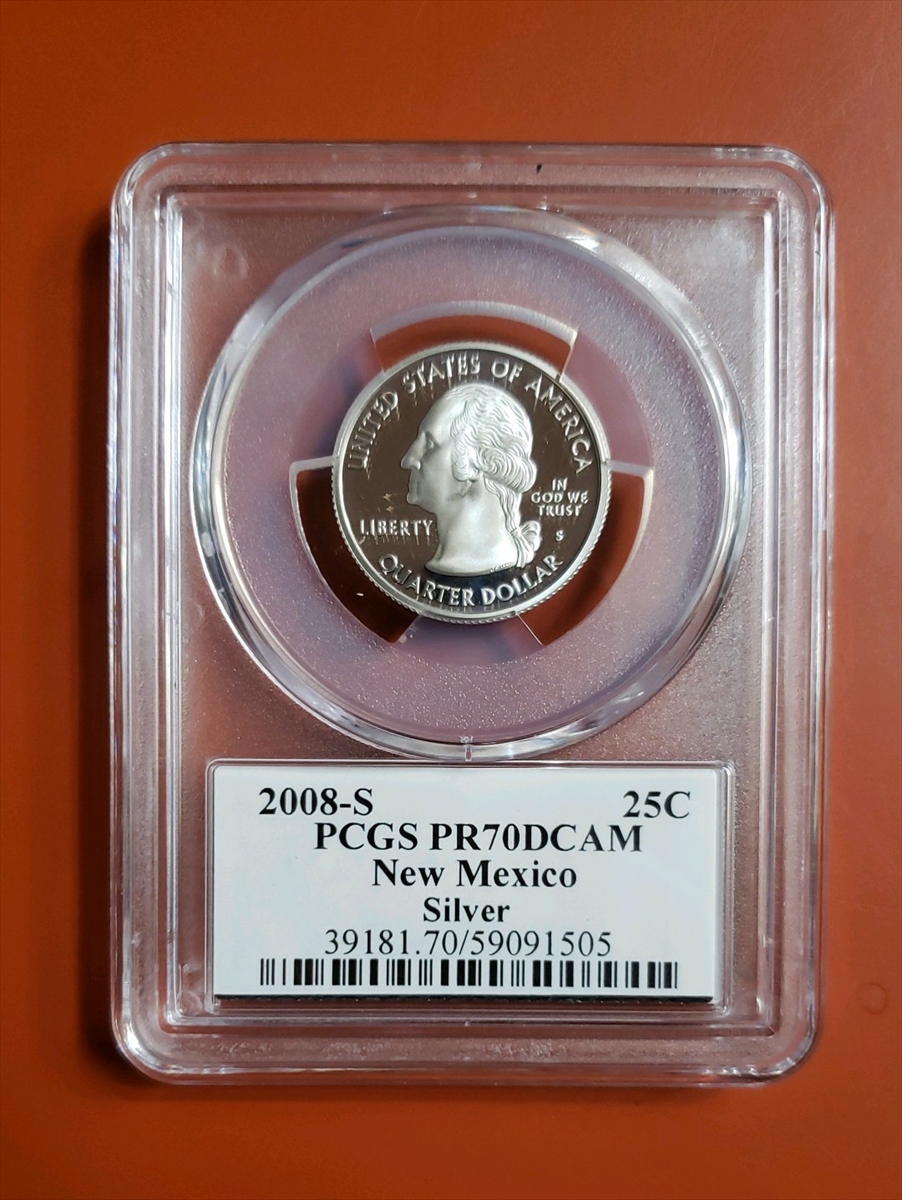 UNITED STATES OF AMERICA
IN
GOD WE
TRUST
LIBERTY
S
QUARTER DOLLAR
2008-S 25C
PCGS PR70DCAM
New Mexico
Silver
39181.70/59091505